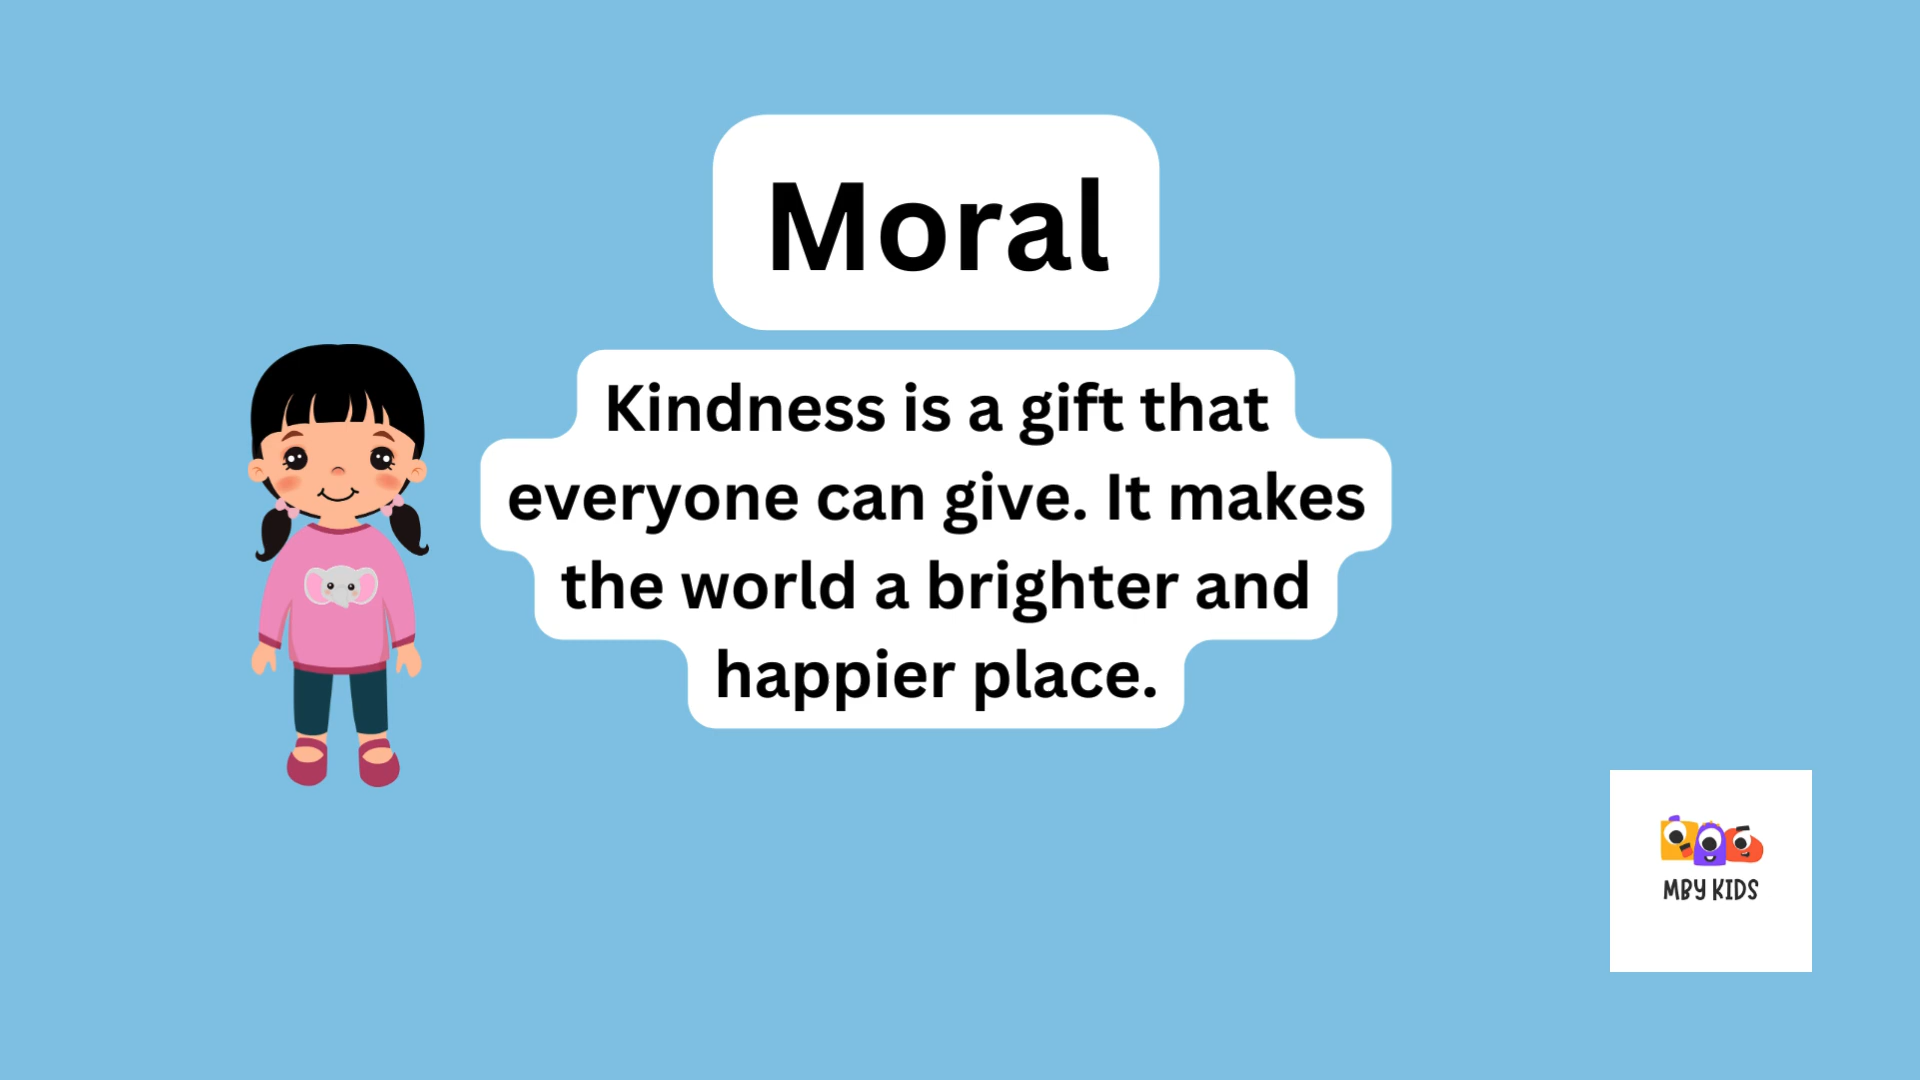 Moral
Kindness is a gift that
everyone can give. It makes
the world a brighter and
happier place.
MBY KIDS